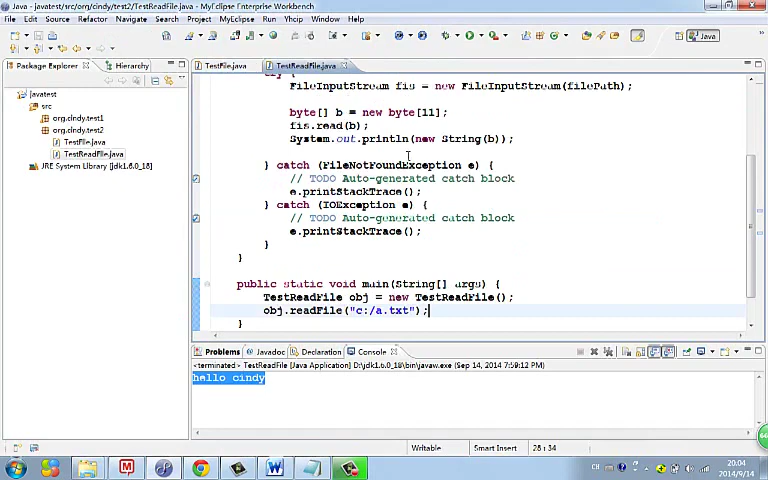 Java - javatest/src/org/cindy/test2/TestReadFile.java - MyEclipse Enterprise Workbench
File Edit Source Refactor Navigate Search Project MyEclipse Run Ycip Window Help
Java
Package Explorer Hierarchy
TestFile.java TestReadFile.java
javatest
src
org.cindy.test1
org.cindy.test2
TestFile.java
TestReadFile.java
JRE System Library [jdk1.6.0_18]
try {
FileInputStream fis = new FileInputStream(filePath);
byte[] b = new byte[11];
fis.read(b);
System.out.println(new String(b));
} catch (FileNotFoundException e) {
// TODO Auto-generated catch block
e.printStackTrace();
} catch (IOException e) {
// TODO Auto-generated catch block
e.printStackTrace();
}
}
public static void main(String[] args) {
TestReadFile obj = new TestReadFile();
obj.readFile("c:/a.txt");
}
Problems Javadoc Declaration Console
<terminated> TestReadFile [Java Application] D:\jdk1.6.0_18\bin\javaw.exe (Sep 14, 2014 7:59:12 PM)
hello cindy
Writable Smart Insert 28 : 34
CH
20:04
2014/9/14